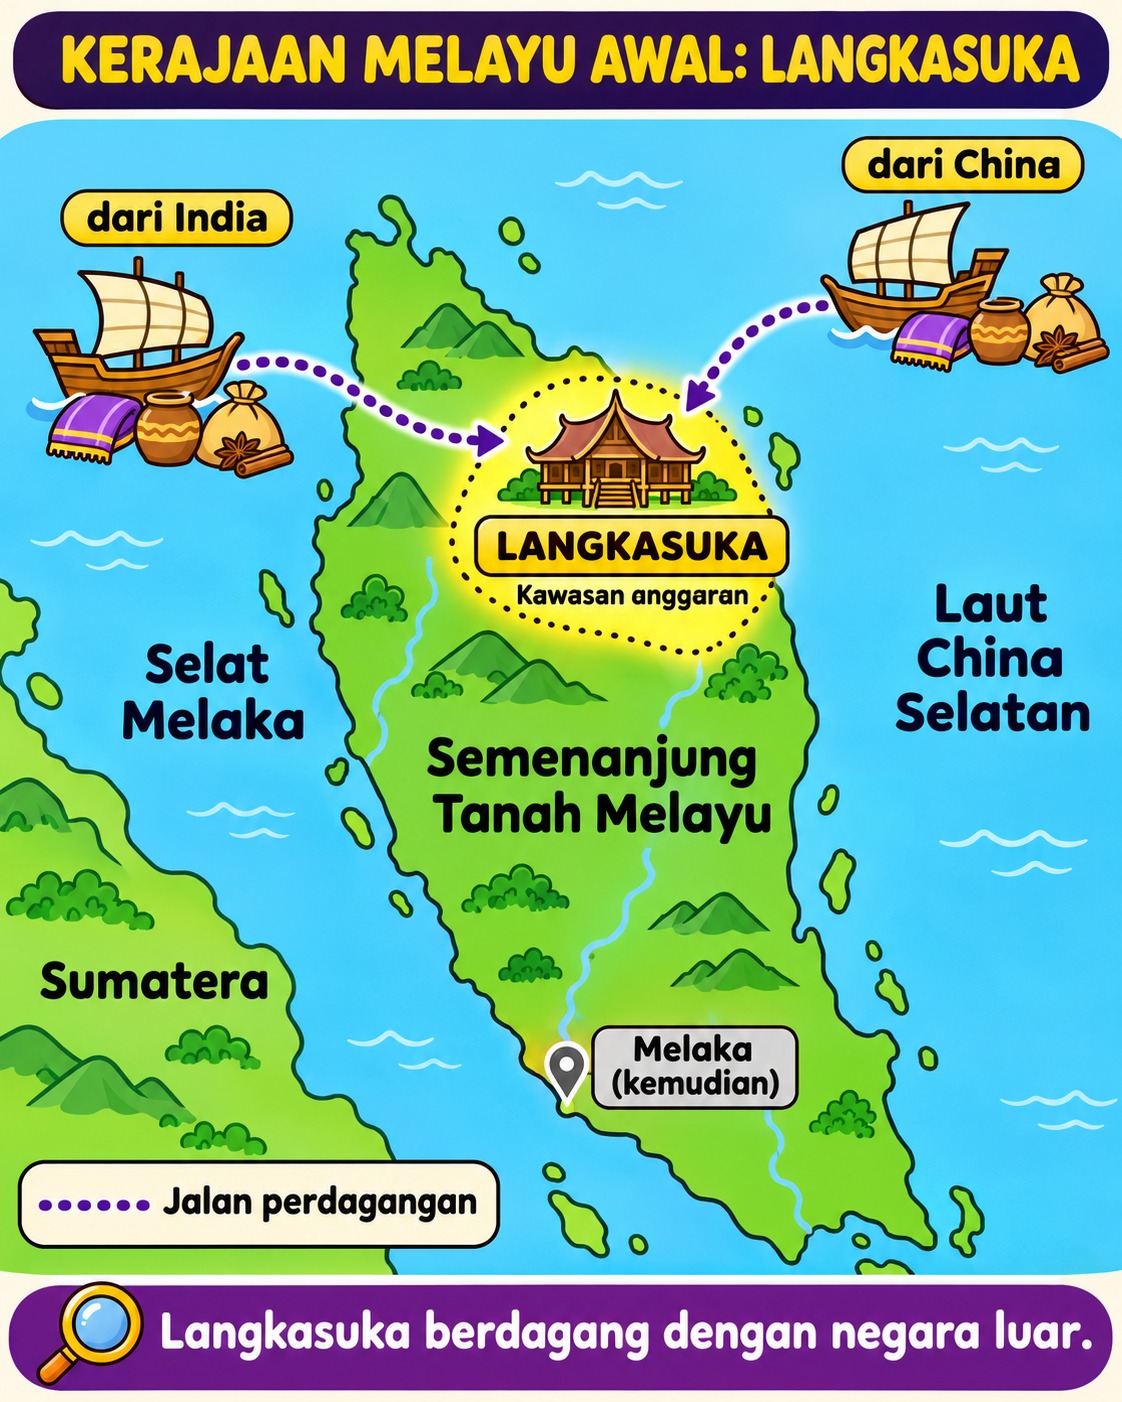 KERAJAAN MELAYU AWAL: LANGKASUKA
dari India
dari China
LANGKASUKA
Kawasan anggaran
Selat
Melaka
Laut
China
Selatan
Semenanjung
Tanah Melayu
Sumatera
Melaka
(kemudian)
Jalan perdagangan
Langkasuka berdagang dengan negara luar.